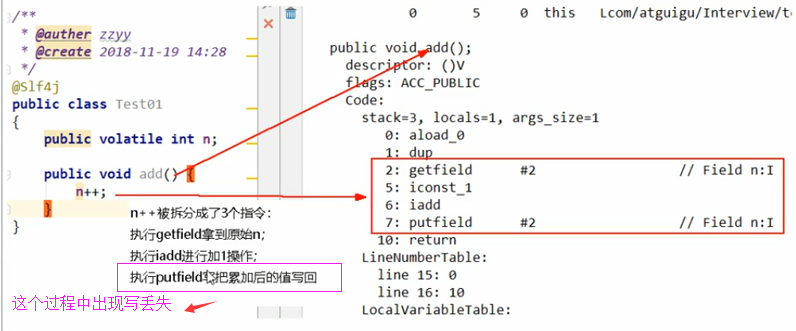 /**
* @auther zzyy
* @create 2018-11-19 14:28
*/
@Slf4j
public class Test01
{
public volatile int n;
public void add() {
n++;
}
}
n++被拆分成了3个指令:
执行getfield拿到原始n;
执行iadd进行加1操作;
执行putfield写把累加后的值写回
这个过程中出现写丢失
0 5 0 this Lcom/atguigu/Interview/te
public void add();
descriptor: ()V
flags: ACC_PUBLIC
Code:
stack=3, locals=1, args_size=1
0: aload_0
1: dup
2: getfield #2 // Field n:I
5: iconst_1
6: iadd
7: putfield #2 // Field n:I
10: return
LineNumberTable:
line 15: 0
line 16: 10
LocalVariableTable: